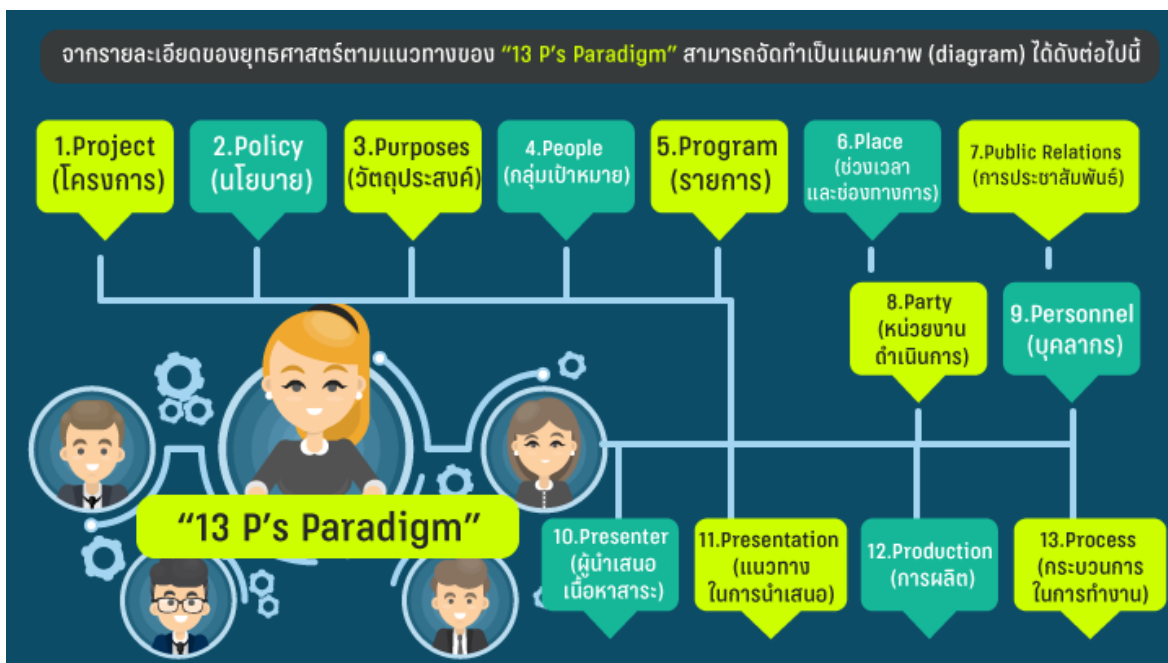 จากรายละเอียดของยุทธศาสตร์ตามแนวทางของ “13 P's Paradigm” สามารถจัดทำเป็นแผนภาพ (diagram) ได้ดังต่อไปนี้
1.Project
(โครงการ)
2.Policy
(นโยบาย)
3.Purposes
(วัตถุประสงค์)
4.People
(กลุ่มเป้าหมาย)
5.Program
(รายการ)
6.Place
(ช่วงเวลา
และช่องทางการ)
7.Public Relations
(การประชาสัมพันธ์)
8.Party
(หน่วยงาน
ดำเนินการ)
9.Personnel
(บุคลากร)
“13 P's Paradigm”
10.Presenter
(ผู้นำเสนอ
เนื้อหาสาระ)
11.Presentation
(แนวทาง
ในการนำเสนอ)
12.Production
(การผลิต)
13.Process
(กระบวนการ
ในการทำงาน)